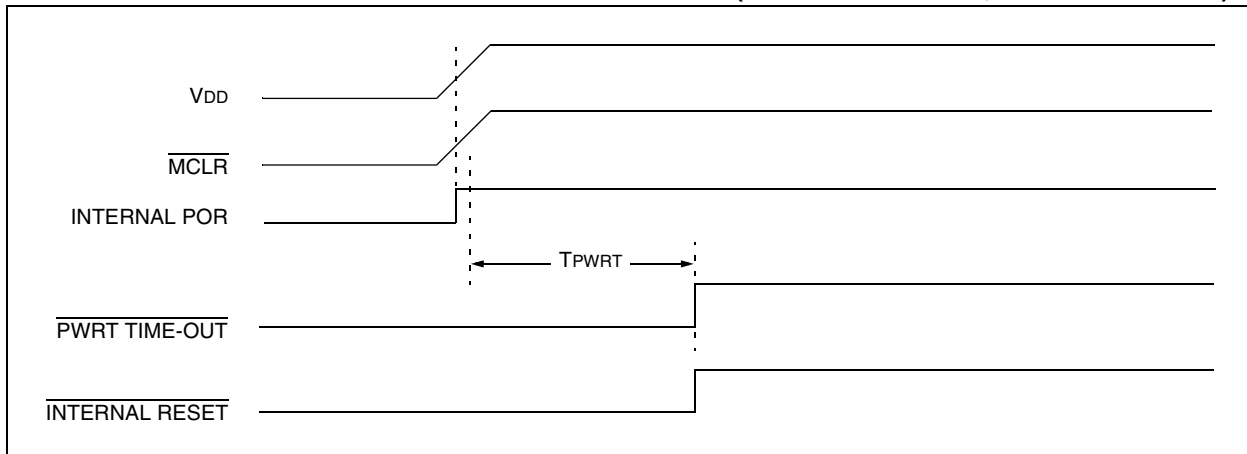 VDD
MCLR
INTERNAL POR
TPWRT
PWRT TIME-OUT
INTERNAL RESET